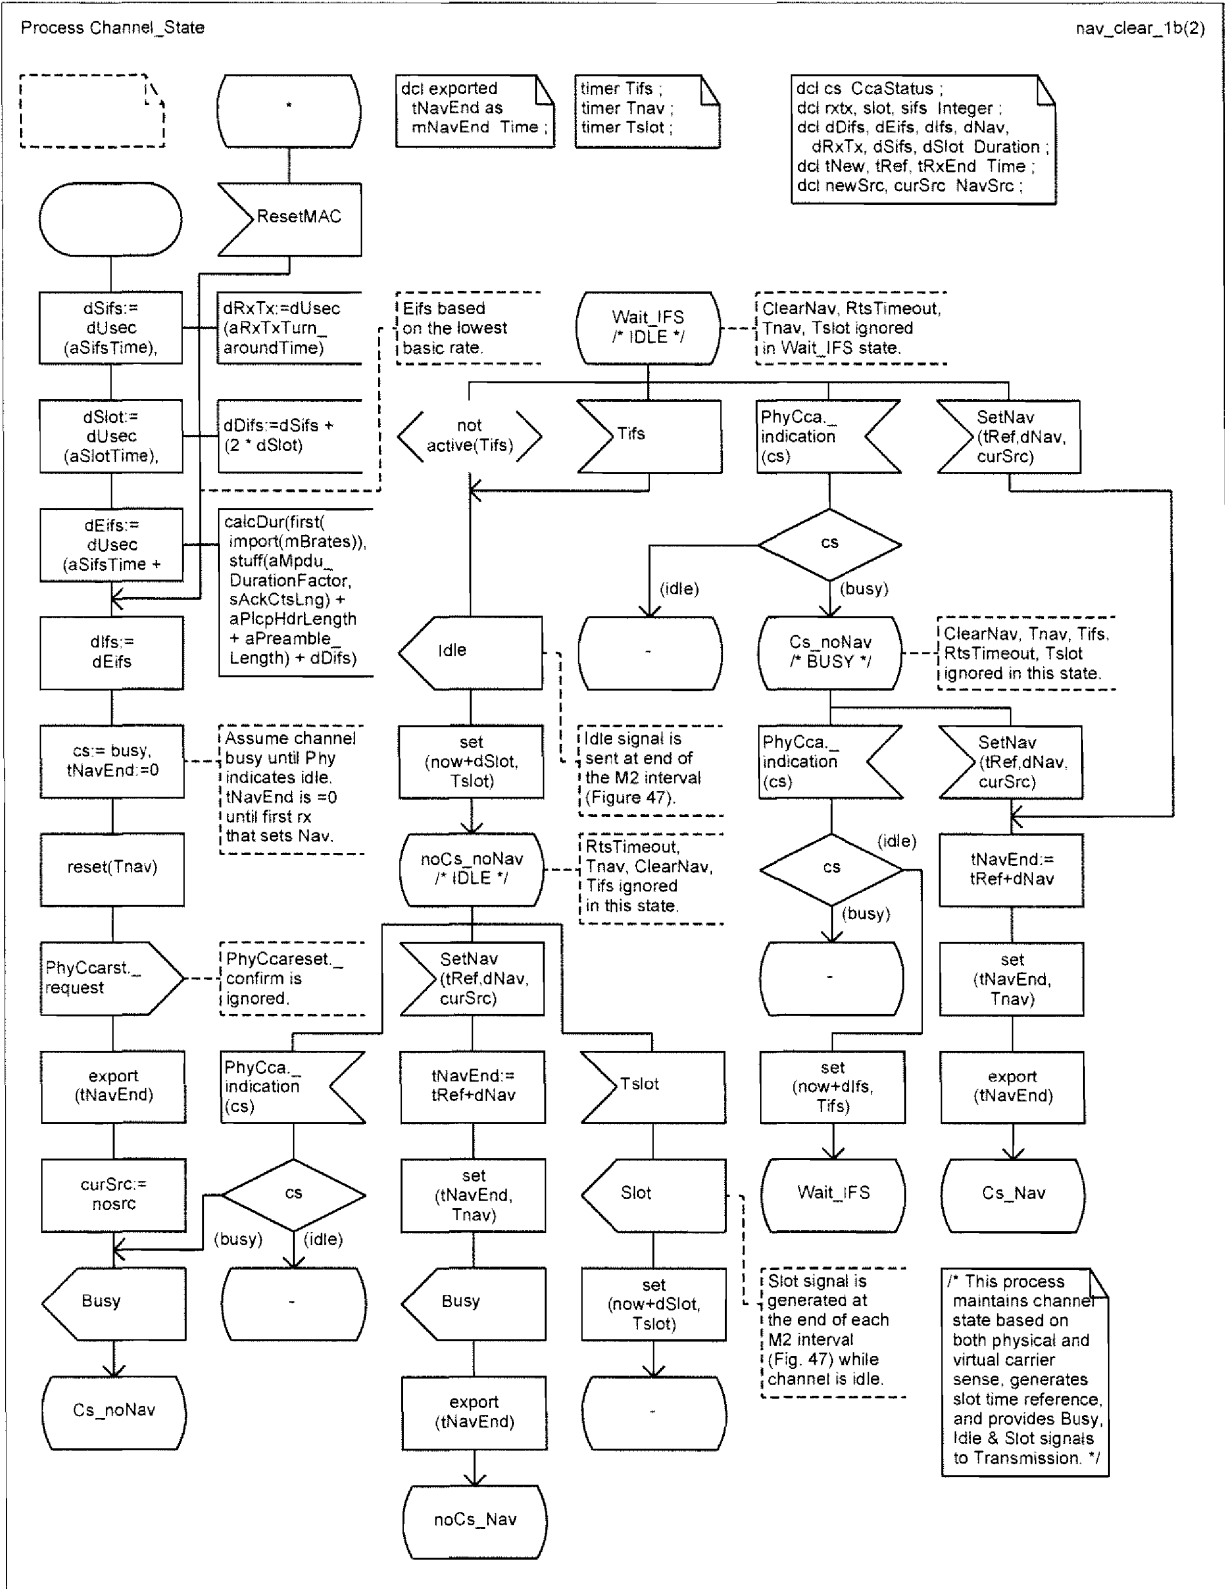 Process Channel_State
nav_clear_1b(2)
*
dcl exported
tNavEnd as
mNavEnd Time ;
timer Tifs ;
timer Tnav ;
timer Tslot ;
dcl cs CcaStatus ;
dcl rxtx, slot, sifs Integer ;
dcl dDifs, dEifs, dIfs, dNav,
dRxTx, dSifs, dSlot Duration ;
dcl tNew, tRef, tRxEnd Time ;
dcl newSrc, curSrc NavSrc ;
ResetMAC
dSifs:=
dUsec
(aSifsTime),
dRxTx:=dUsec
(aRxTxTurn_
aroundTime)
Eifs based
on the lowest
basic rate.
Wait_IFS
/* IDLE */
ClearNav, RtsTimeout,
Tnav, Tslot ignored
in Wait_IFS state.
dSlot:=
dUsec
(aSlotTime),
dDifs:=dSifs +
(2 * dSlot)
not
active(Tifs)
Tifs
PhyCca._
indication
(cs)
SetNav
(tRef,dNav,
curSrc)
dEifs:=
dUsec
(aSifsTime +
calcDur(first(
import(mBrates)),
stuff(aMpdu_
DurationFactor,
sAckCtsLng) +
aPlcpHdrLength
+ aPreamble_
Length) + dDifs)
cs
(idle)
(busy)
dIfs:=
dEifs
Idle
-
Cs_noNav
/* BUSY */
ClearNav, Tnav, Tifs,
RtsTimeout, Tslot
ignored in this state.
cs:= busy,
tNavEnd:=0
Assume channel
busy until Phy
indicates idle.
tNavEnd is =0
until first rx
that sets Nav.
set
(now+dSlot,
Tslot)
Idle signal is
sent at end of
the M2 interval
(Figure 47).
PhyCca._
indication
(cs)
SetNav
(tRef,dNav,
curSrc)
reset(Tnav)
noCs_noNav
/* IDLE */
RtsTimeout,
Tnav, ClearNav,
Tifs ignored
in this state.
cs
(idle)
(busy)
tNavEnd:=
tRef+dNav
PhyCcarst._
request
PhyCcareset._
confirm is
ignored.
SetNav
(tRef,dNav,
curSrc)
-
set
(tNavEnd,
Tnav)
export
(tNavEnd)
PhyCca._
indication
(cs)
tNavEnd:=
tRef+dNav
Tslot
set
(now+dIfs,
Tifs)
export
(tNavEnd)
curSrc:=
nosrc
cs
(busy)
(idle)
set
(tNavEnd,
Tnav)
Slot
Wait_IFS
Cs_Nav
Busy
-
Busy
set
(now+dSlot,
Tslot)
Slot signal is
generated at
the end of each
M2 interval
(Fig. 47) while
channel is idle.
/* This process
maintains channel
state based on
both physical and
virtual carrier
sense, generates
slot time reference,
and provides Busy,
Idle & Slot signals
to Transmission. */
Cs_noNav
export
(tNavEnd)
-
noCs_Nav